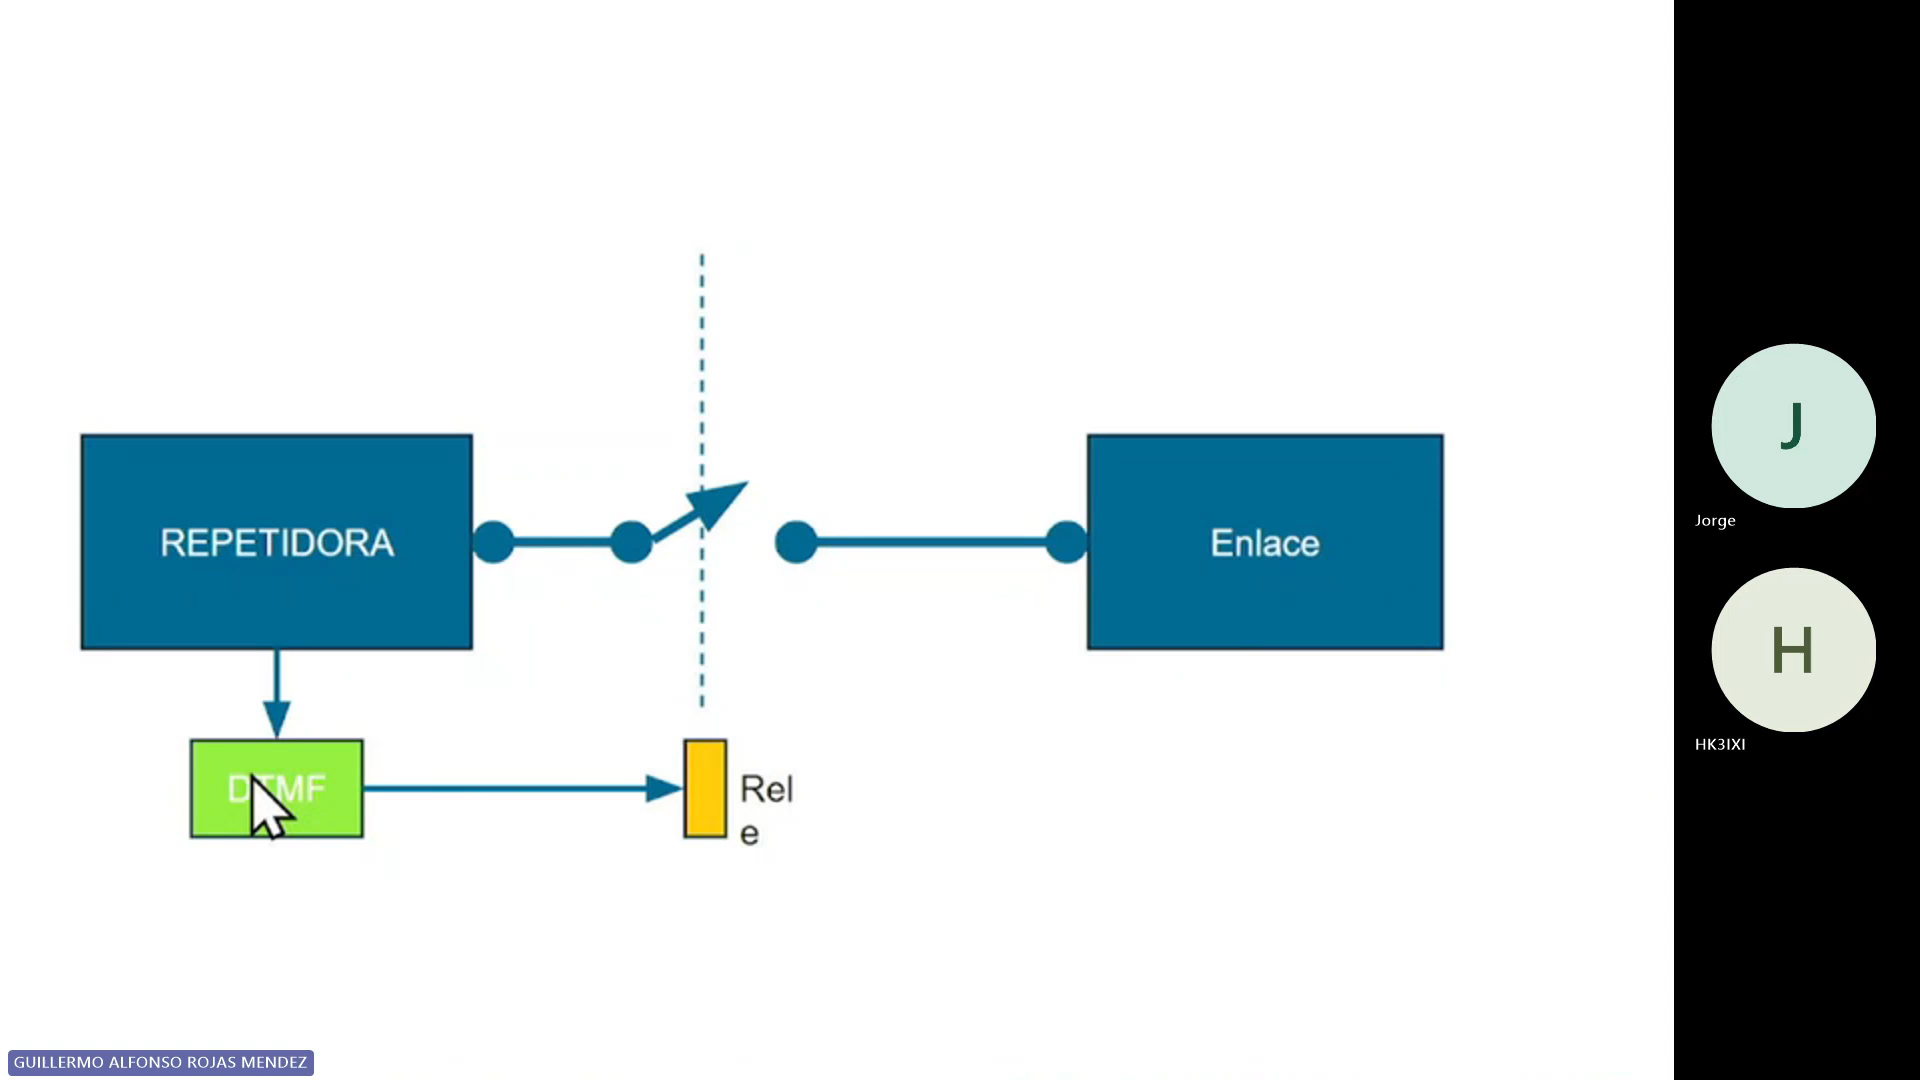 REPETIDORA
Enlace
DTMF
Rel
e
J
Jorge
H
HK3IXI
GUILLERMO ALFONSO ROJAS MENDEZ